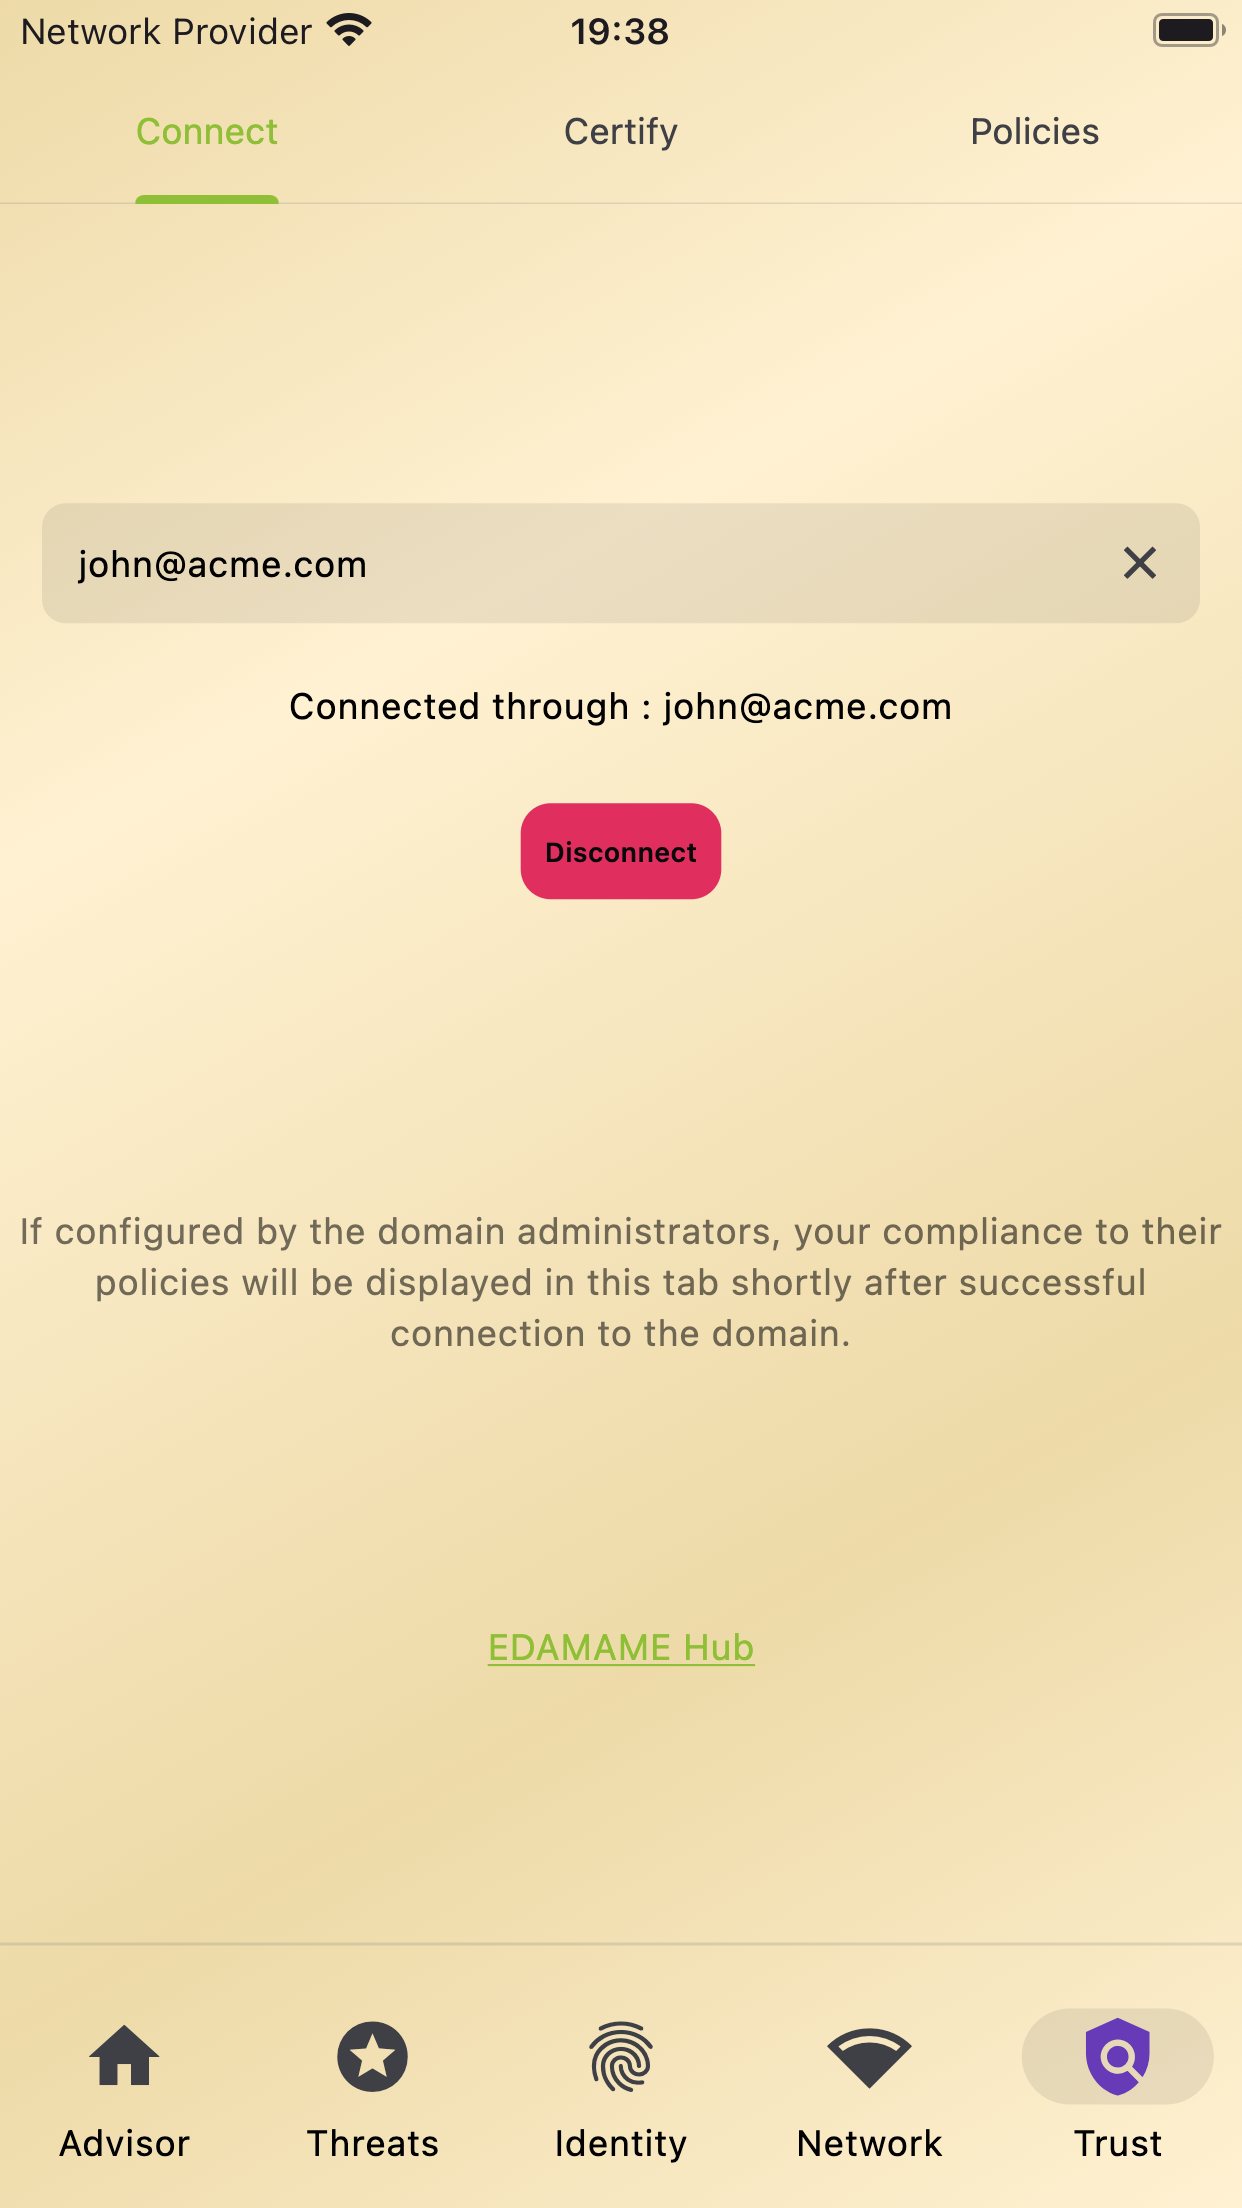 Network Provider 19:38
Connect Certify Policies
john@acme.com
Connected through : john@acme.com
Disconnect
If configured by the domain administrators, your compliance to their
policies will be displayed in this tab shortly after successful
connection to the domain.
EDAMAME Hub
Advisor Threats Identity Network Trust